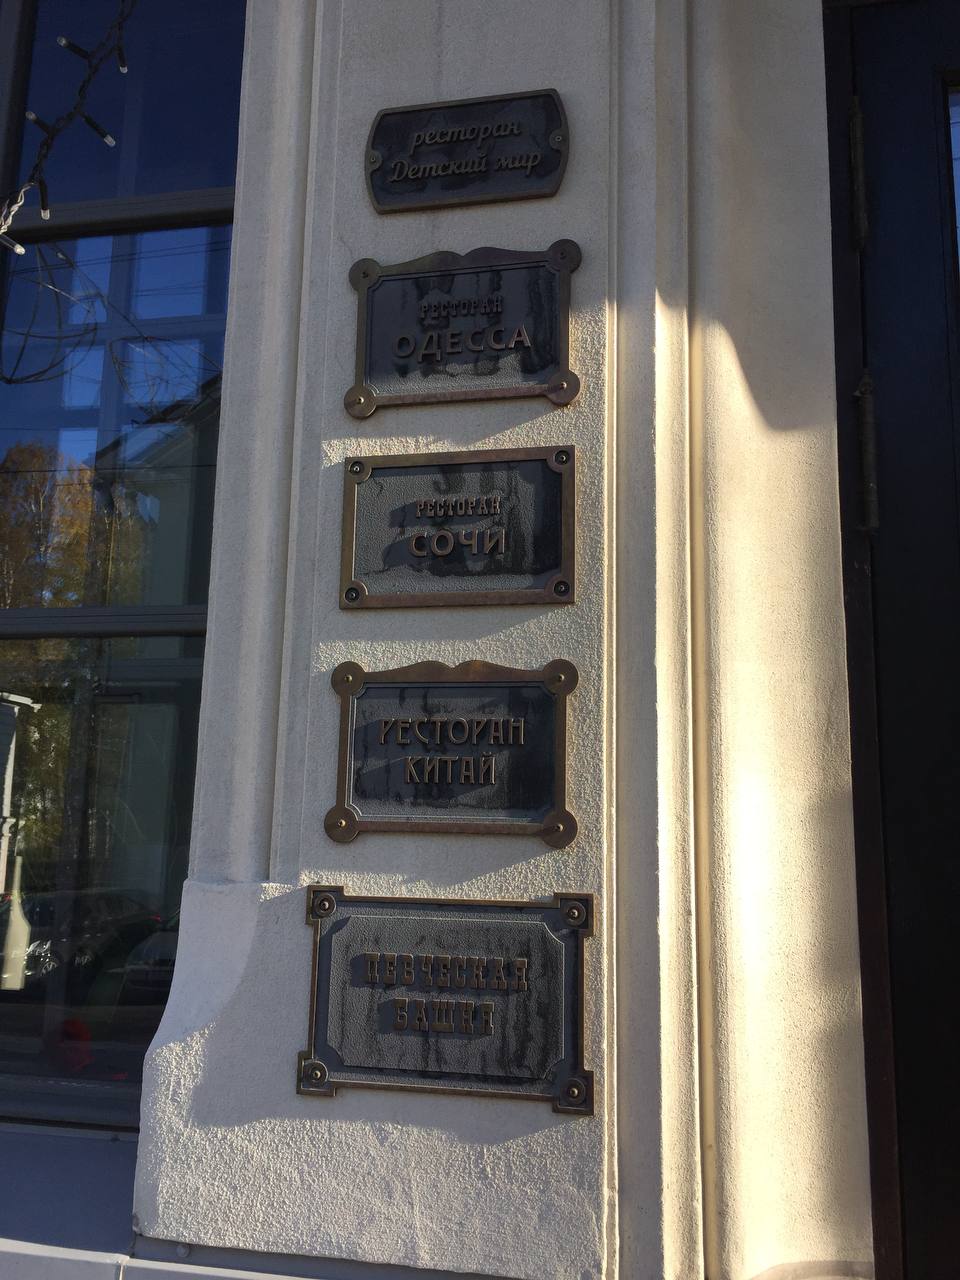 ресторан
Детский мир
РЕСТОРАН
ОДЕССА
РЕСТОРАН
СОЧИ
РЕСТОРАН
КИТАЙ
ПЕВЧЕСКАЯ
БАШНЯ